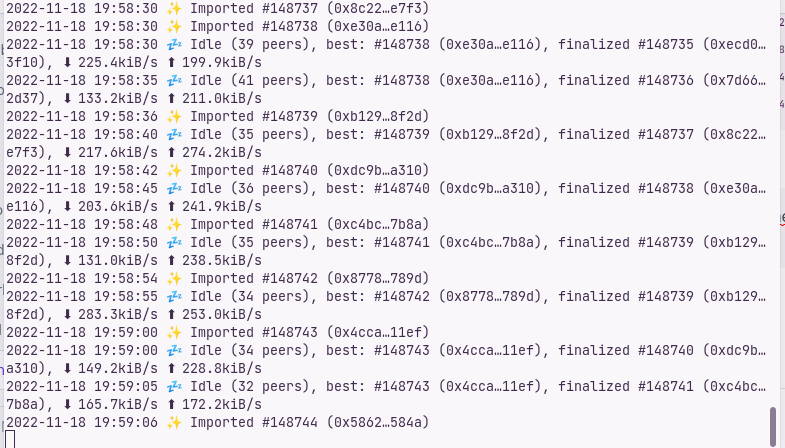 2022-11-18 19:58:30 ✨ Imported #148737 (0x8c22…e7f3)
2022-11-18 19:58:30 ✨ Imported #148738 (0xe30a…e116)
2022-11-18 19:58:30 💤 Idle (39 peers), best: #148738 (0xe30a…e116), finalized #148735 (0xecd0…
3f10), ⬇ 225.4kiB/s ⬆ 199.9kiB/s
2022-11-18 19:58:35 💤 Idle (41 peers), best: #148738 (0xe30a…e116), finalized #148736 (0x7d66…
2d37), ⬇ 133.2kiB/s ⬆ 211.0kiB/s
2022-11-18 19:58:36 ✨ Imported #148739 (0xb129…8f2d)
2022-11-18 19:58:40 💤 Idle (35 peers), best: #148739 (0xb129…8f2d), finalized #148737 (0x8c22…
e7f3), ⬇ 217.6kiB/s ⬆ 274.2kiB/s
2022-11-18 19:58:42 ✨ Imported #148740 (0xdc9b…a310)
2022-11-18 19:58:45 💤 Idle (36 peers), best: #148740 (0xdc9b…a310), finalized #148738 (0xe30a…
e116), ⬇ 203.6kiB/s ⬆ 241.9kiB/s
2022-11-18 19:58:48 ✨ Imported #148741 (0xc4bc…7b8a)
2022-11-18 19:58:50 💤 Idle (35 peers), best: #148741 (0xc4bc…7b8a), finalized #148739 (0xb129…
8f2d), ⬇ 131.0kiB/s ⬆ 238.5kiB/s
2022-11-18 19:58:54 ✨ Imported #148742 (0x8778…789d)
2022-11-18 19:58:55 💤 Idle (34 peers), best: #148742 (0x8778…789d), finalized #148739 (0xb129…
8f2d), ⬇ 283.3kiB/s ⬆ 253.0kiB/s
2022-11-18 19:59:00 ✨ Imported #148743 (0x4cca…11ef)
2022-11-18 19:59:00 💤 Idle (34 peers), best: #148743 (0x4cca…11ef), finalized #148740 (0xdc9b…
a310), ⬇ 149.2kiB/s ⬆ 228.8kiB/s
2022-11-18 19:59:05 💤 Idle (32 peers), best: #148743 (0x4cca…11ef), finalized #148741 (0xc4bc…
7b8a), ⬇ 165.7kiB/s ⬆ 172.2kiB/s
2022-11-18 19:59:06 ✨ Imported #148744 (0x5862…584a)